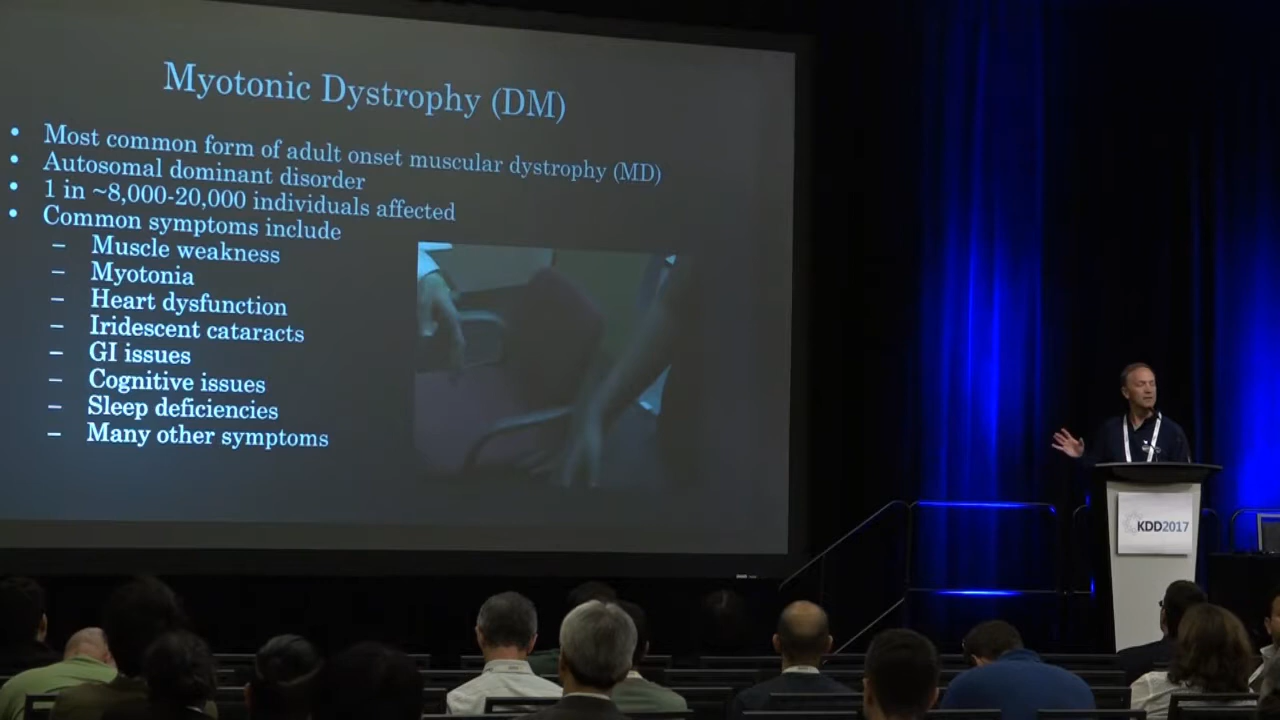 Myotonic Dystrophy (DM)
• Most common form of adult onset muscular dystrophy (MD)
• Autosomal dominant disorder
• 1 in ~8,000-20,000 individuals affected
• Common symptoms include
– Muscle weakness
– Myotonia
– Heart dysfunction
– Iridescent cataracts
– GI issues
– Cognitive issues
– Sleep deficiencies
– Many other symptoms
KDD2017